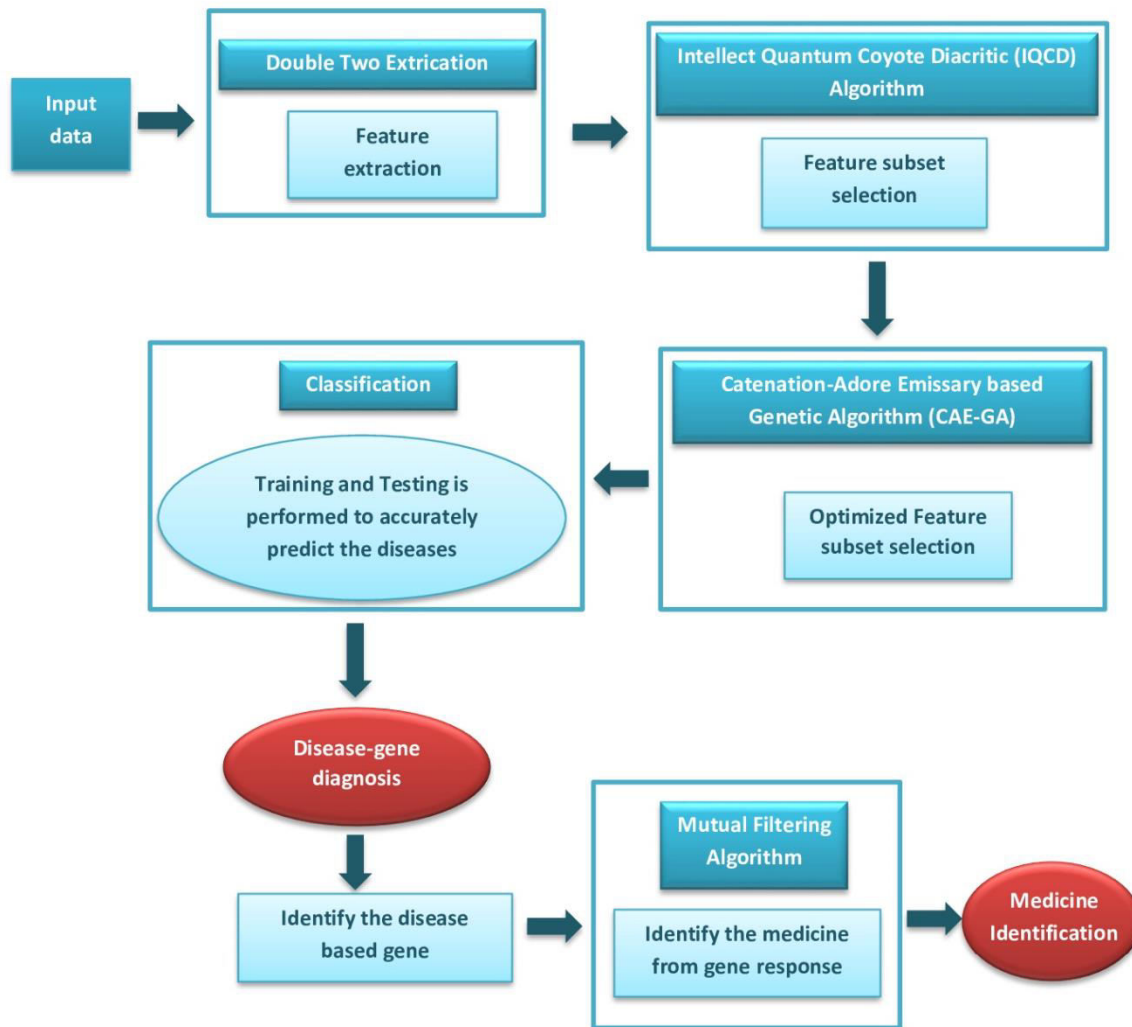 Input
data
Double Two Extrication
Feature
extraction
Intellect Quantum Coyote Diacritic (IQCD)
Algorithm
Feature subset
selection
Catenation-Adore Emissary based
Genetic Algorithm (CAE-GA)
Optimized Feature
subset selection
Classification
Training and Testing is
performed to accurately
predict the diseases
Disease-gene
diagnosis
Identify the disease
based gene
Mutual Filtering
Algorithm
Identify the medicine
from gene response
Medicine
Identification